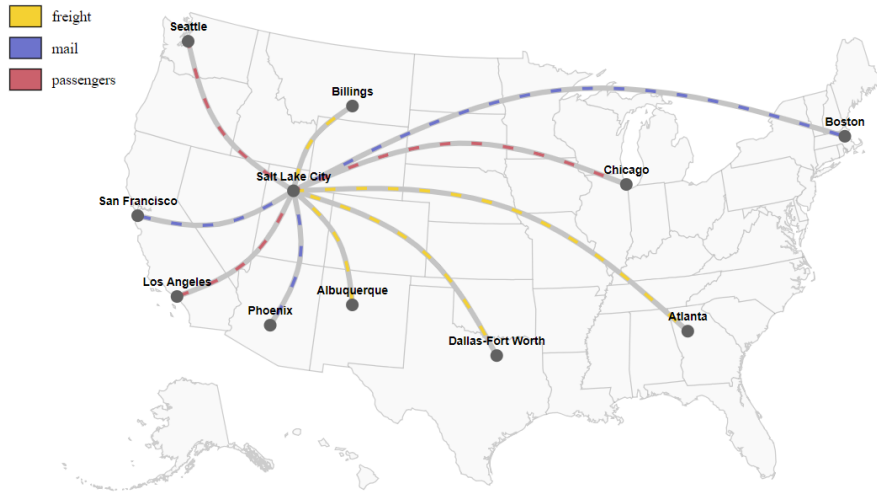 freight
mail
passengers
Seattle
Billings
Boston
Chicago
Salt Lake City
San Francisco
Los Angeles
Albuquerque
Phoenix
Atlanta
Dallas-Fort Worth